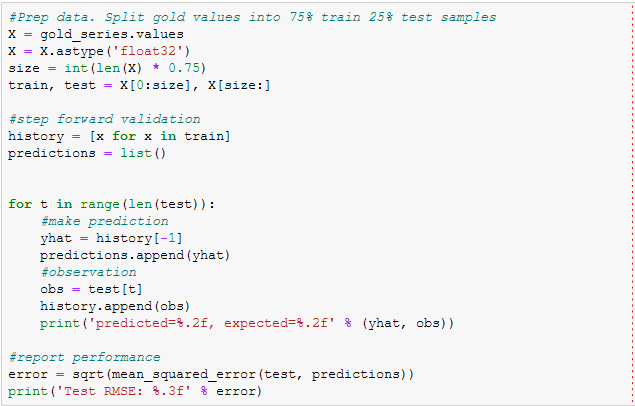 #Prep data. Split gold values into 75% train 25% test samples
X = gold_series.values
X = X.astype('float32')
size = int(len(X) * 0.75)
train, test = X[0:size], X[size:]
#step forward validation
history = [x for x in train]
predictions = list()
for t in range(len(test)):
    #make prediction
    yhat = history[-1]
    predictions.append(yhat)
    #observation
    obs = test[t]
    history.append(obs)
    print('predicted=%.2f, expected=%.2f' % (yhat, obs))
#report performance
error = sqrt(mean_squared_error(test, predictions))
print('Test RMSE: %.3f' % error)